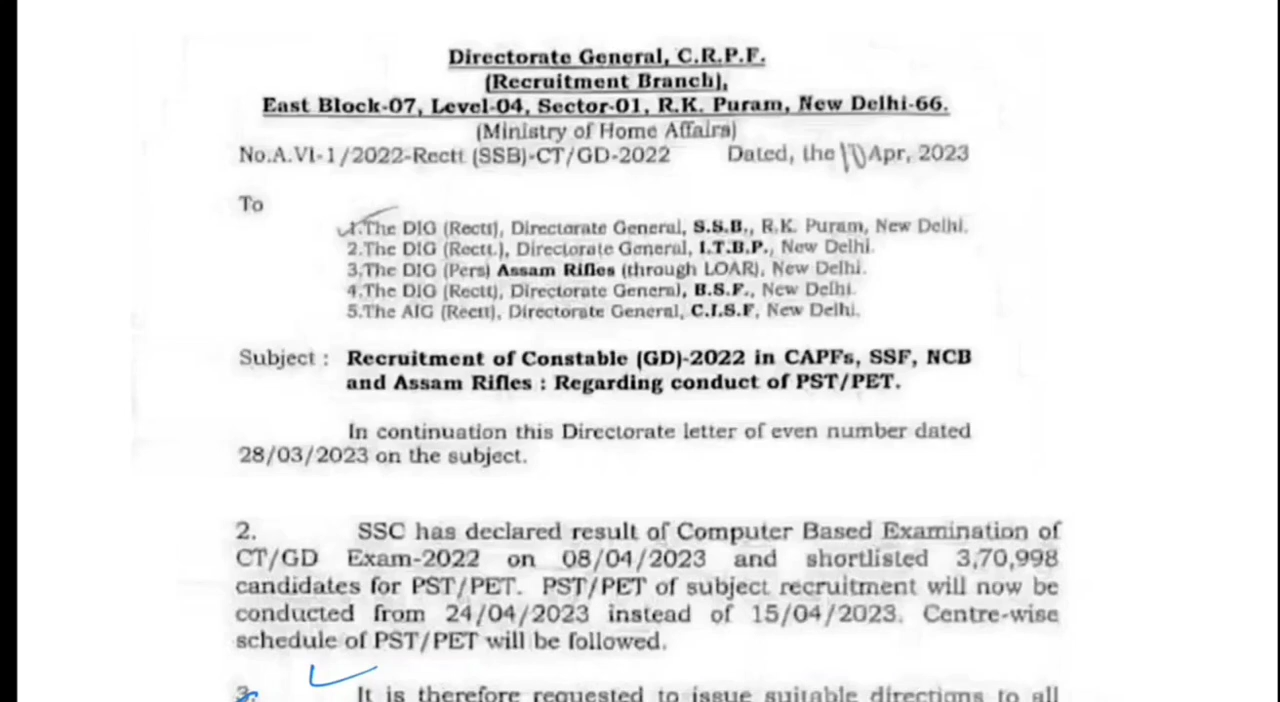 Directorate General, C.R.P.F.
(Recruitment Branch),
East Block-07, Level-04, Sector-01, R.K. Puram, New Delhi-66.
(Ministry of Home Affairs)
No.A.VI-1/2022-Rectt (SSB)-CT/GD-2022 Dated, the Apr, 2023
To
1.The DIG (Rectt), Directorate General, S.S.B., R.K. Puram, New Delhi.
2.The DIG (Rectt.), Directorate General, I.T.B.P., New Delhi.
3.The DIG (Pers) Assam Rifles (through LOAR), New Delhi.
4.The DIG (Rectt), Directorate General, B.S.F., New Delhi.
5.The AIG (Rectt), Directorate General, C.I.S.F, New Delhi.
Subject : Recruitment of Constable (GD)-2022 in CAPFs, SSF, NCB
and Assam Rifles : Regarding conduct of PST/PET.
In continuation this Directorate letter of even number dated
28/03/2023 on the subject.
2. SSC has declared result of Computer Based Examination of
CT/GD Exam-2022 on 08/04/2023 and shortlisted 3,70,998
candidates for PST/PET. PST/PET of subject recruitment will now be
conducted from 24/04/2023 instead of 15/04/2023. Centre-wise
schedule of PST/PET will be followed.
3. It is therefore requested to issue suitable directions to all